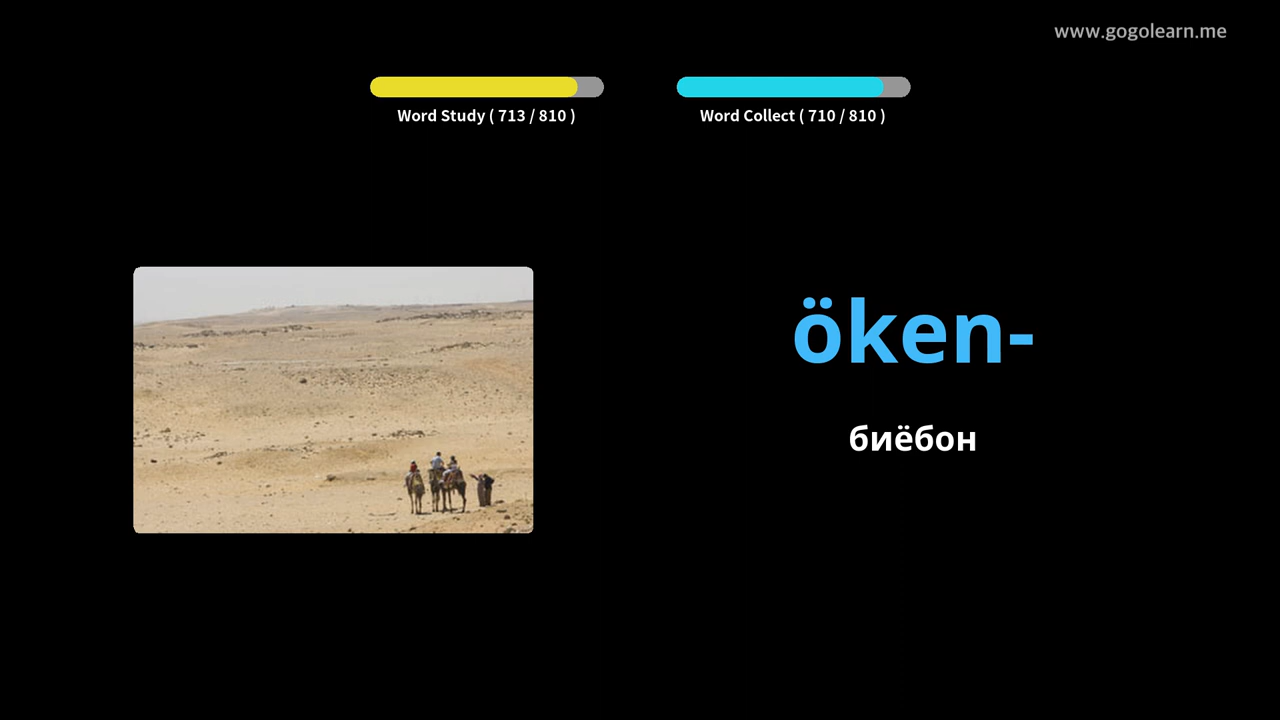 www.gogolearn.me
Word Study ( 713 / 810 )
Word Collect ( 710 / 810 )
öken-
биёбон